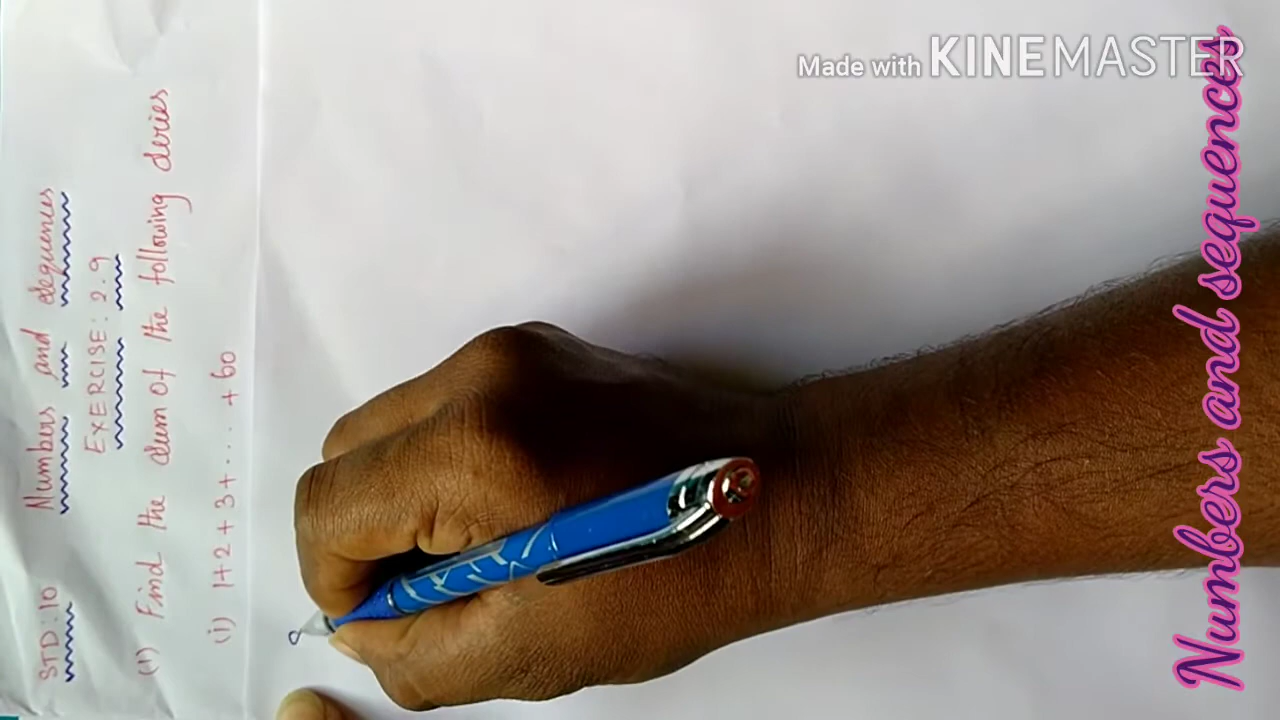 STD:10 Numbers and sequences
EXERCISE: 2.9
(1) Find the sum of the following series
(i) 1+2+3+....+60
Made with KINEMASTER
Numbers and sequences